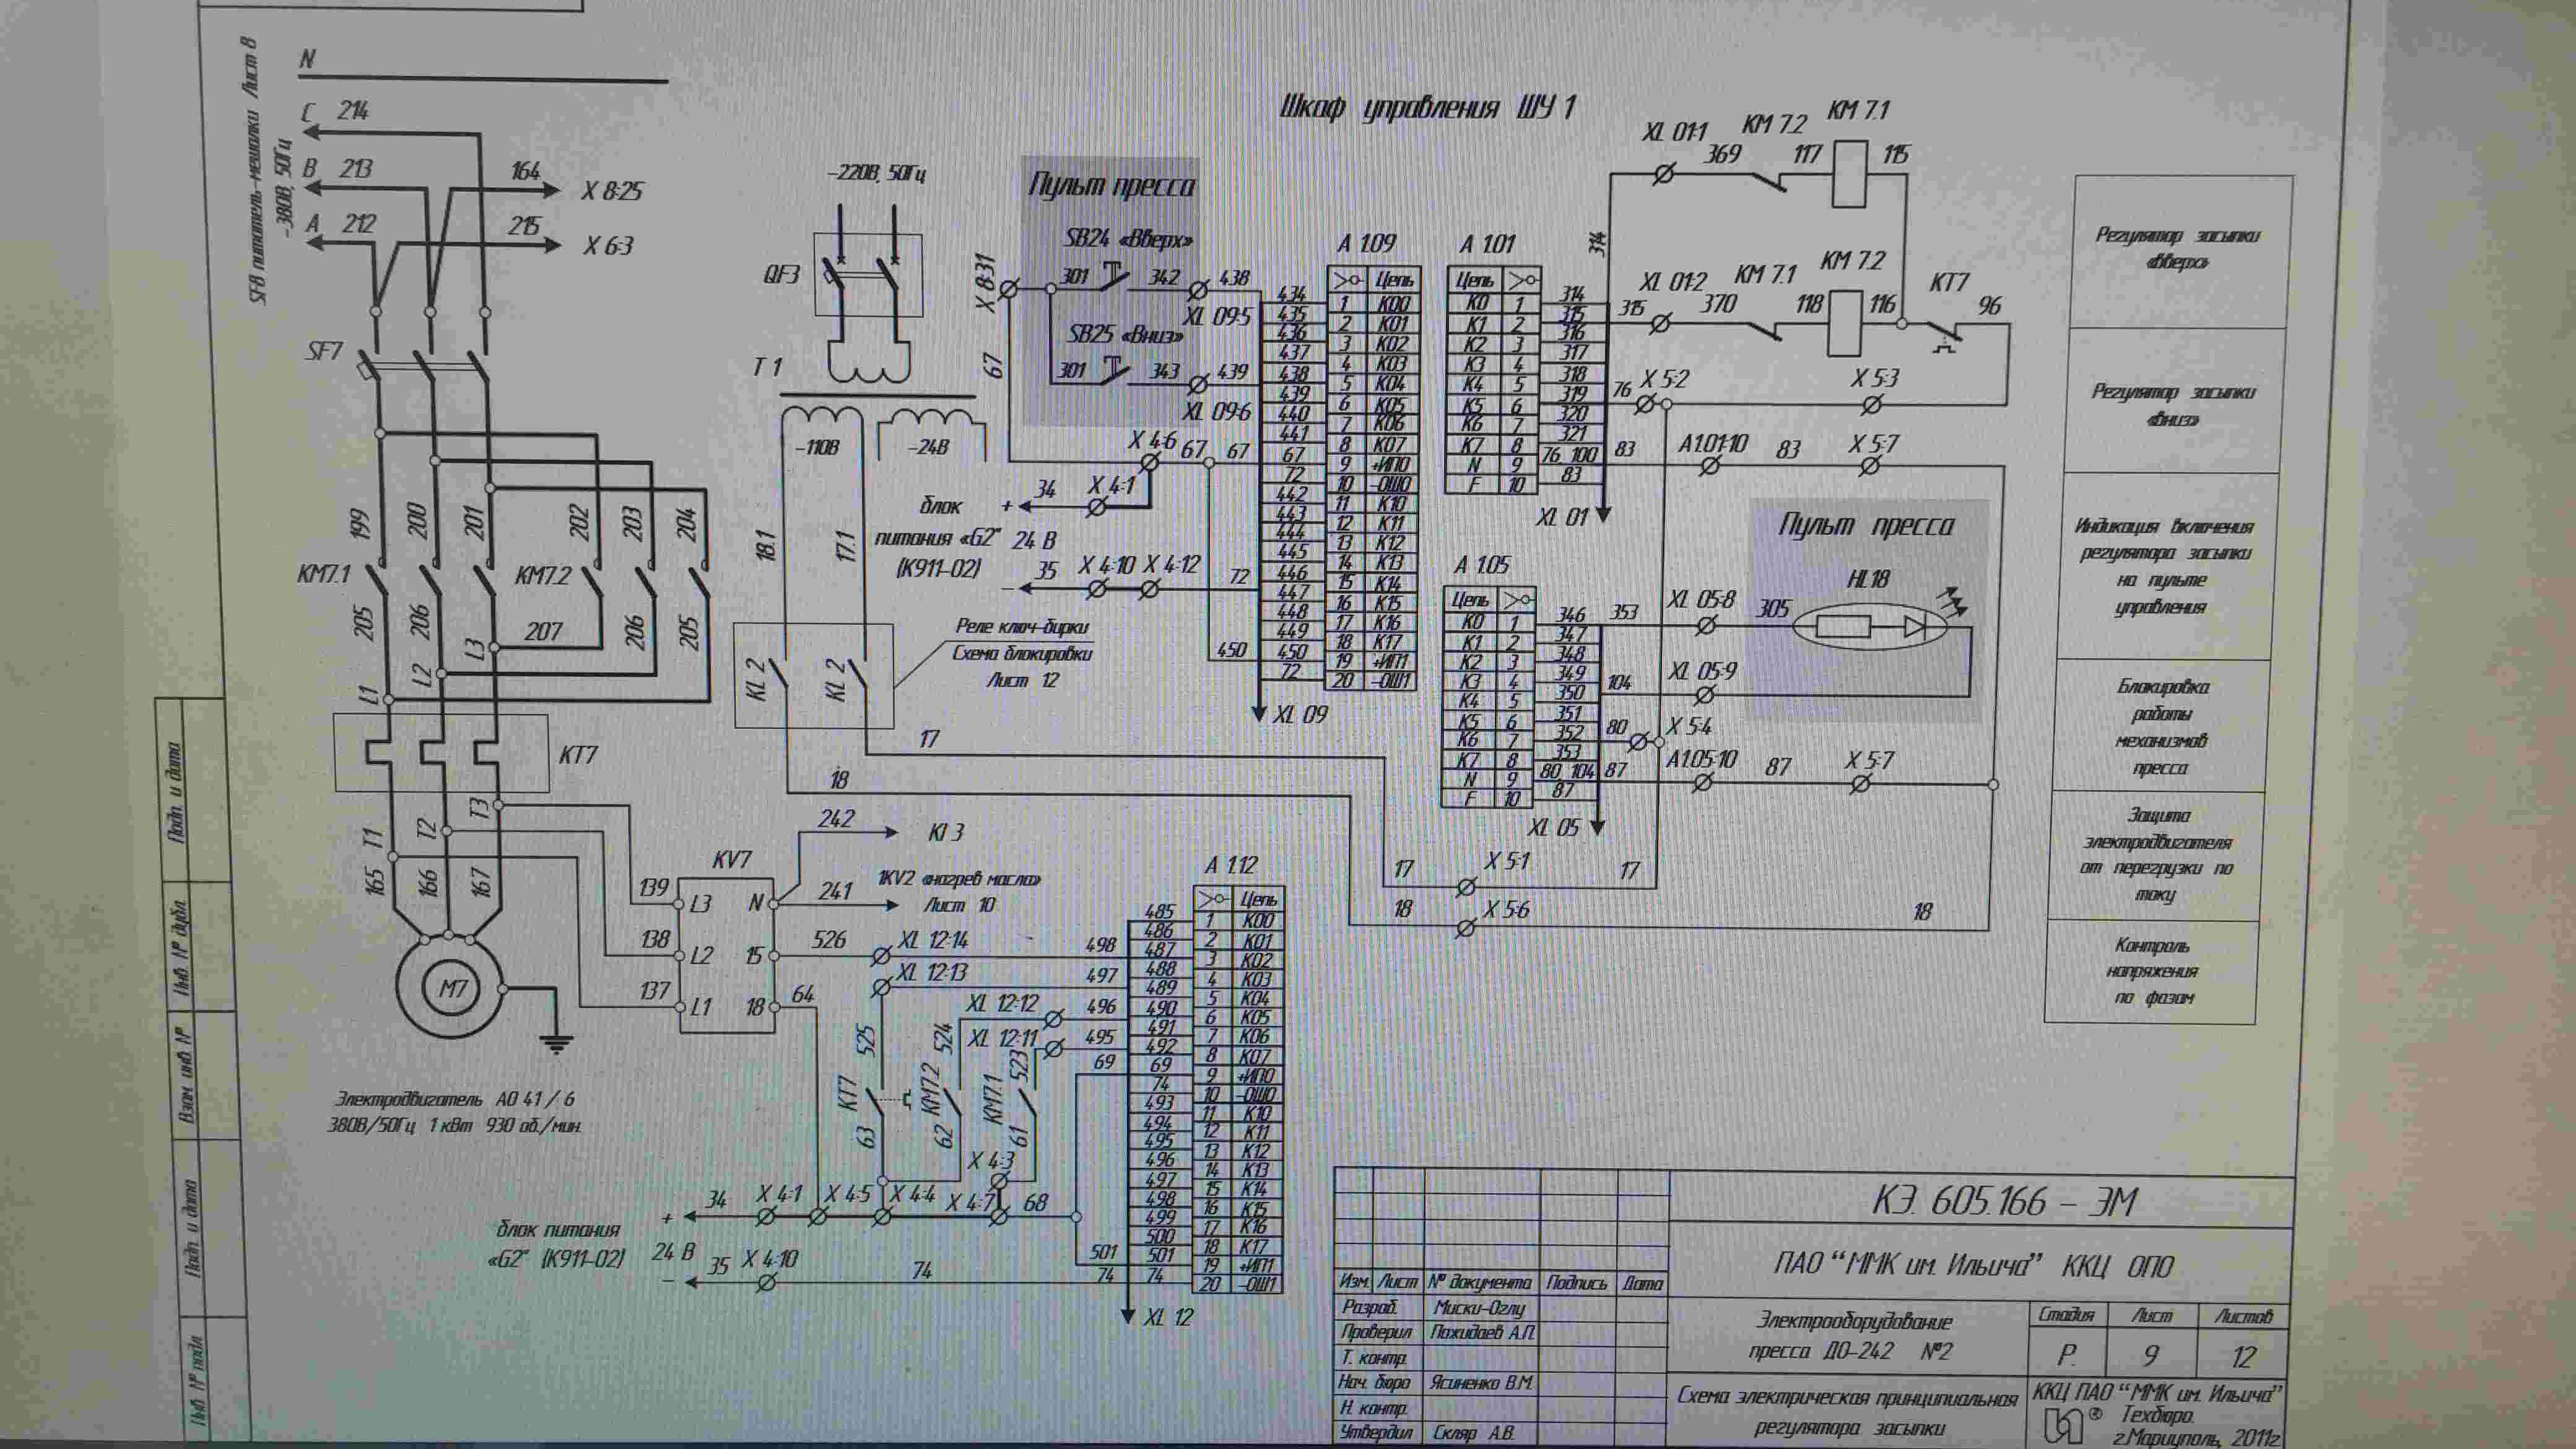 SF8 питатель-мешалки Лист 8
~380В, 50Гц
N
C 214
B 213
A 212
164
X 8:25
215
X 6:3
SF7
199
200
201
202
203
204
KM7.1
KM7.2
205
206
L3
207
206
205
L1
L2
KT7
T1
T2
T3
165
166
167
M7
Электродвигатель АО 41 / 6
380В/50Гц 1 кВт 930 об./мин.
~220В, 50Гц
QF3
T 1
~110В
~24В
18.1
17.1
KL 2
KL 2
Реле ключ-бирки
Схема блокировки
Лист 12
17
18
Шкаф управления ШУ 1
Пульт пресса
SB24 «Вверх»
301
342
438
XL 09:5
SB25 «Вниз»
301
343
439
XL 09:6
X 8:31
67
X 4:6
67
67
34
X 4:1
блок
питания «G2" 24 В
(К911-02)
+
−
35
X 4:10
X 4:12
72
450
A 1.09
Цепь
434 1 K00
435 2 K01
436 3 K02
437 4 K03
438 5 K04
439 6 K05
440 7 K06
441 8 K07
67 9 +ИП0
72 10 -ОШ0
442 11 K10
443 12 K11
444 13 K12
445 14 K13
446 15 K14
447 16 K15
448 17 K16
449 18 K17
450 19 +ИП1
72 20 -ОШ1
XL 09
A 1.01
Цепь
K0 1 314
K1 2 315
K2 3 316
K3 4 317
K4 5 318
K5 6 319
K6 7 320
K7 8 321
N 9 76 100
F 10 83
XL 01
314
XL 01:1
369
KM 7.2
117
KM 7.1
115
315
XL 01:2
370
KM 7.1
118
KM 7.2
116
KT7
96
76
X 5:2
X 5:3
83
A1.01:10
83
X 5:7
Пульт пресса
HL18
A 1.05
Цепь
K0 1 346
K1 2 347
K2 3 348
K3 4 349
K4 5 350
K5 6 351
K6 7 352
K7 8 353
N 9 80 104
F 10 87
XL 05
353
XL 05:8
305
104
XL 05:9
80
X 5:4
87
A1.05:10
87
X 5:7
17
X 5:1
17
18
X 5:6
18
Регулятор засыпки
«Вверх»
Регулятор засыпки
«Вниз»
Индикация включения
регулятора засыпки
на пульте
управления
Блокировка
работы
механизмов
пресса
Защита
электродвигателя
от перегрузки по
току
Контроль
напряжения
по фазам
KV7
139
L3
N
138
L2
15
137
L1
18
242
241
1KV2 «нагрев масла»
Лист 10
526
XL 12:14
498
XL 12:13
497
64
XL 12:12
496
XL 12:11
495
69
525
524
523
KT7
KM7.2
KM7.1
63
62
61
X 4:3
34
X 4:1
X 4:5
X 4:4
X 4:7
68
блок питания
«G2" (К911-02)
+
24 В
−
35
X 4:10
74
501
74
A 1.12
Цепь
485 1 K00
486 2 K01
487 3 K02
488 4 K03
489 5 K04
490 6 K05
491 7 K06
492 8 K07
69 9 +ИП0
74 10 -ОШ0
493 11 K10
494 12 K11
495 13 K12
496 14 K13
497 15 K14
498 16 K15
499 17 K16
500 18 K17
501 19 +ИП1
74 20 -ОШ1
XL 12
КЭ. 605.166 – ЭМ
ПАО “ММК им. Ильича” ККЦ ОПО
Изм. Лист № документа Подпись Дата
Разраб. Миски-Оглу
Проверил Пожидаев А.П.
Т. контр.
Нач. бюро Ясиненко В.М.
Н. контр.
Утвердил Скляр А.В.
Электрооборудование
пресса ДО-242 №2
Стадия Лист Листов
Р. 9 12
Схема электрическая принципиальная
регулятора засыпки
ККЦ ПАО “ММК им. Ильича”
®
Техбюро.
г.Мариуполь, 2011г.
Подп. и дата
Инв. № дубл.
Взам. инв. №
Подп. и дата
Инв. № подл.